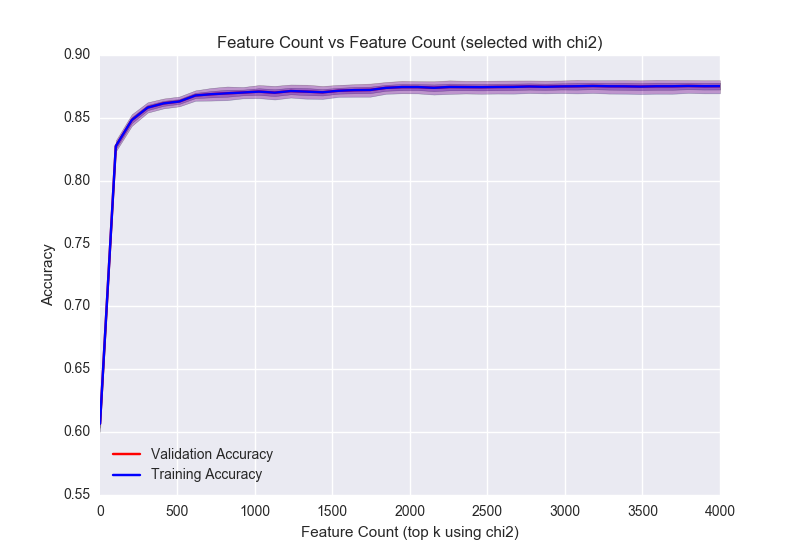 Feature Count vs Feature Count (selected with chi2)
0.90
0.85
0.80
0.75
0.70
0.65
0.60
0.55
Accuracy
Validation Accuracy
Training Accuracy
0 500 1000 1500 2000 2500 3000 3500 4000
Feature Count (top k using chi2)